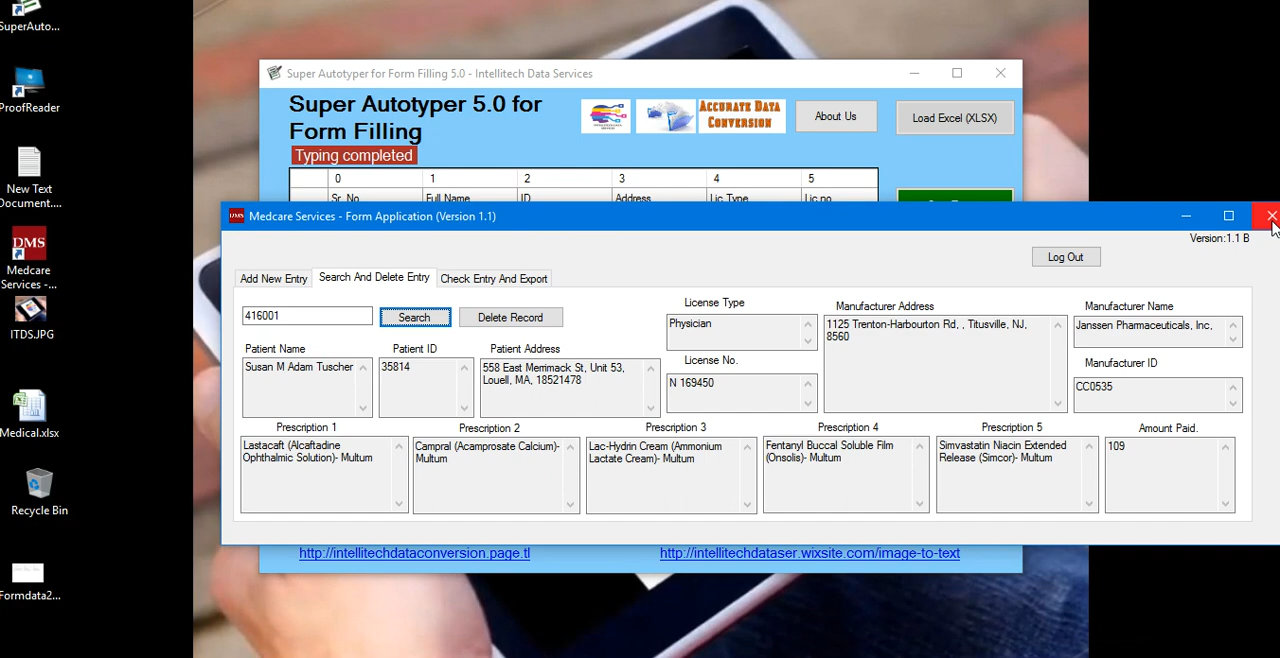 SuperAuto...
ProofReader
New Text
Document....
DMS
Medcare
Services -...
ITDS.JPG
Medical.xlsx
Recycle Bin
Formdata2...
Super Autotyper for Form Filling 5.0 - Intellitech Data Services
Super Autotyper 5.0 for
Form Filling
ACCURATE DATA
CONVERSION
About Us
Load Excel (XLSX)
Typing completed
0 1 2 3 4 5
Sr. No. Full Name ID Address Lic Type Lic no.
DMS Medcare Services - Form Application (Version 1.1)
Version:1.1 B
Log Out
Add New Entry Search And Delete Entry Check Entry And Export
416001 Search Delete Record
Patient Name
Susan M Adam Tuscher
Patient ID
35814
Patient Address
558 East Merrimack St, Unit 53,
Louell, MA, 18521478
License Type
Physician
License No.
N 169450
Manufacturer Address
1125 Trenton-Harbourton Rd, , Titusville, NJ,
8560
Manufacturer Name
Janssen Pharmaceuticals, Inc,
Manufacturer ID
CC0535
Prescription 1
Lastacaft (Alcaftadine
Ophthalmic Solution)- Multum
Prescription 2
Campral (Acamprosate Calcium)-
Multum
Prescription 3
Lac-Hydrin Cream (Ammonium
Lactate Cream)- Multum
Prescription 4
Fentanyl Buccal Soluble Film
(Onsolis)- Multum
Prescription 5
Simvastatin Niacin Extended
Release (Simcor)- Multum
Amount Paid.
109
http://intellitechdataconversion.page.tl
http://intellitechdataser.wixsite.com/image-to-text